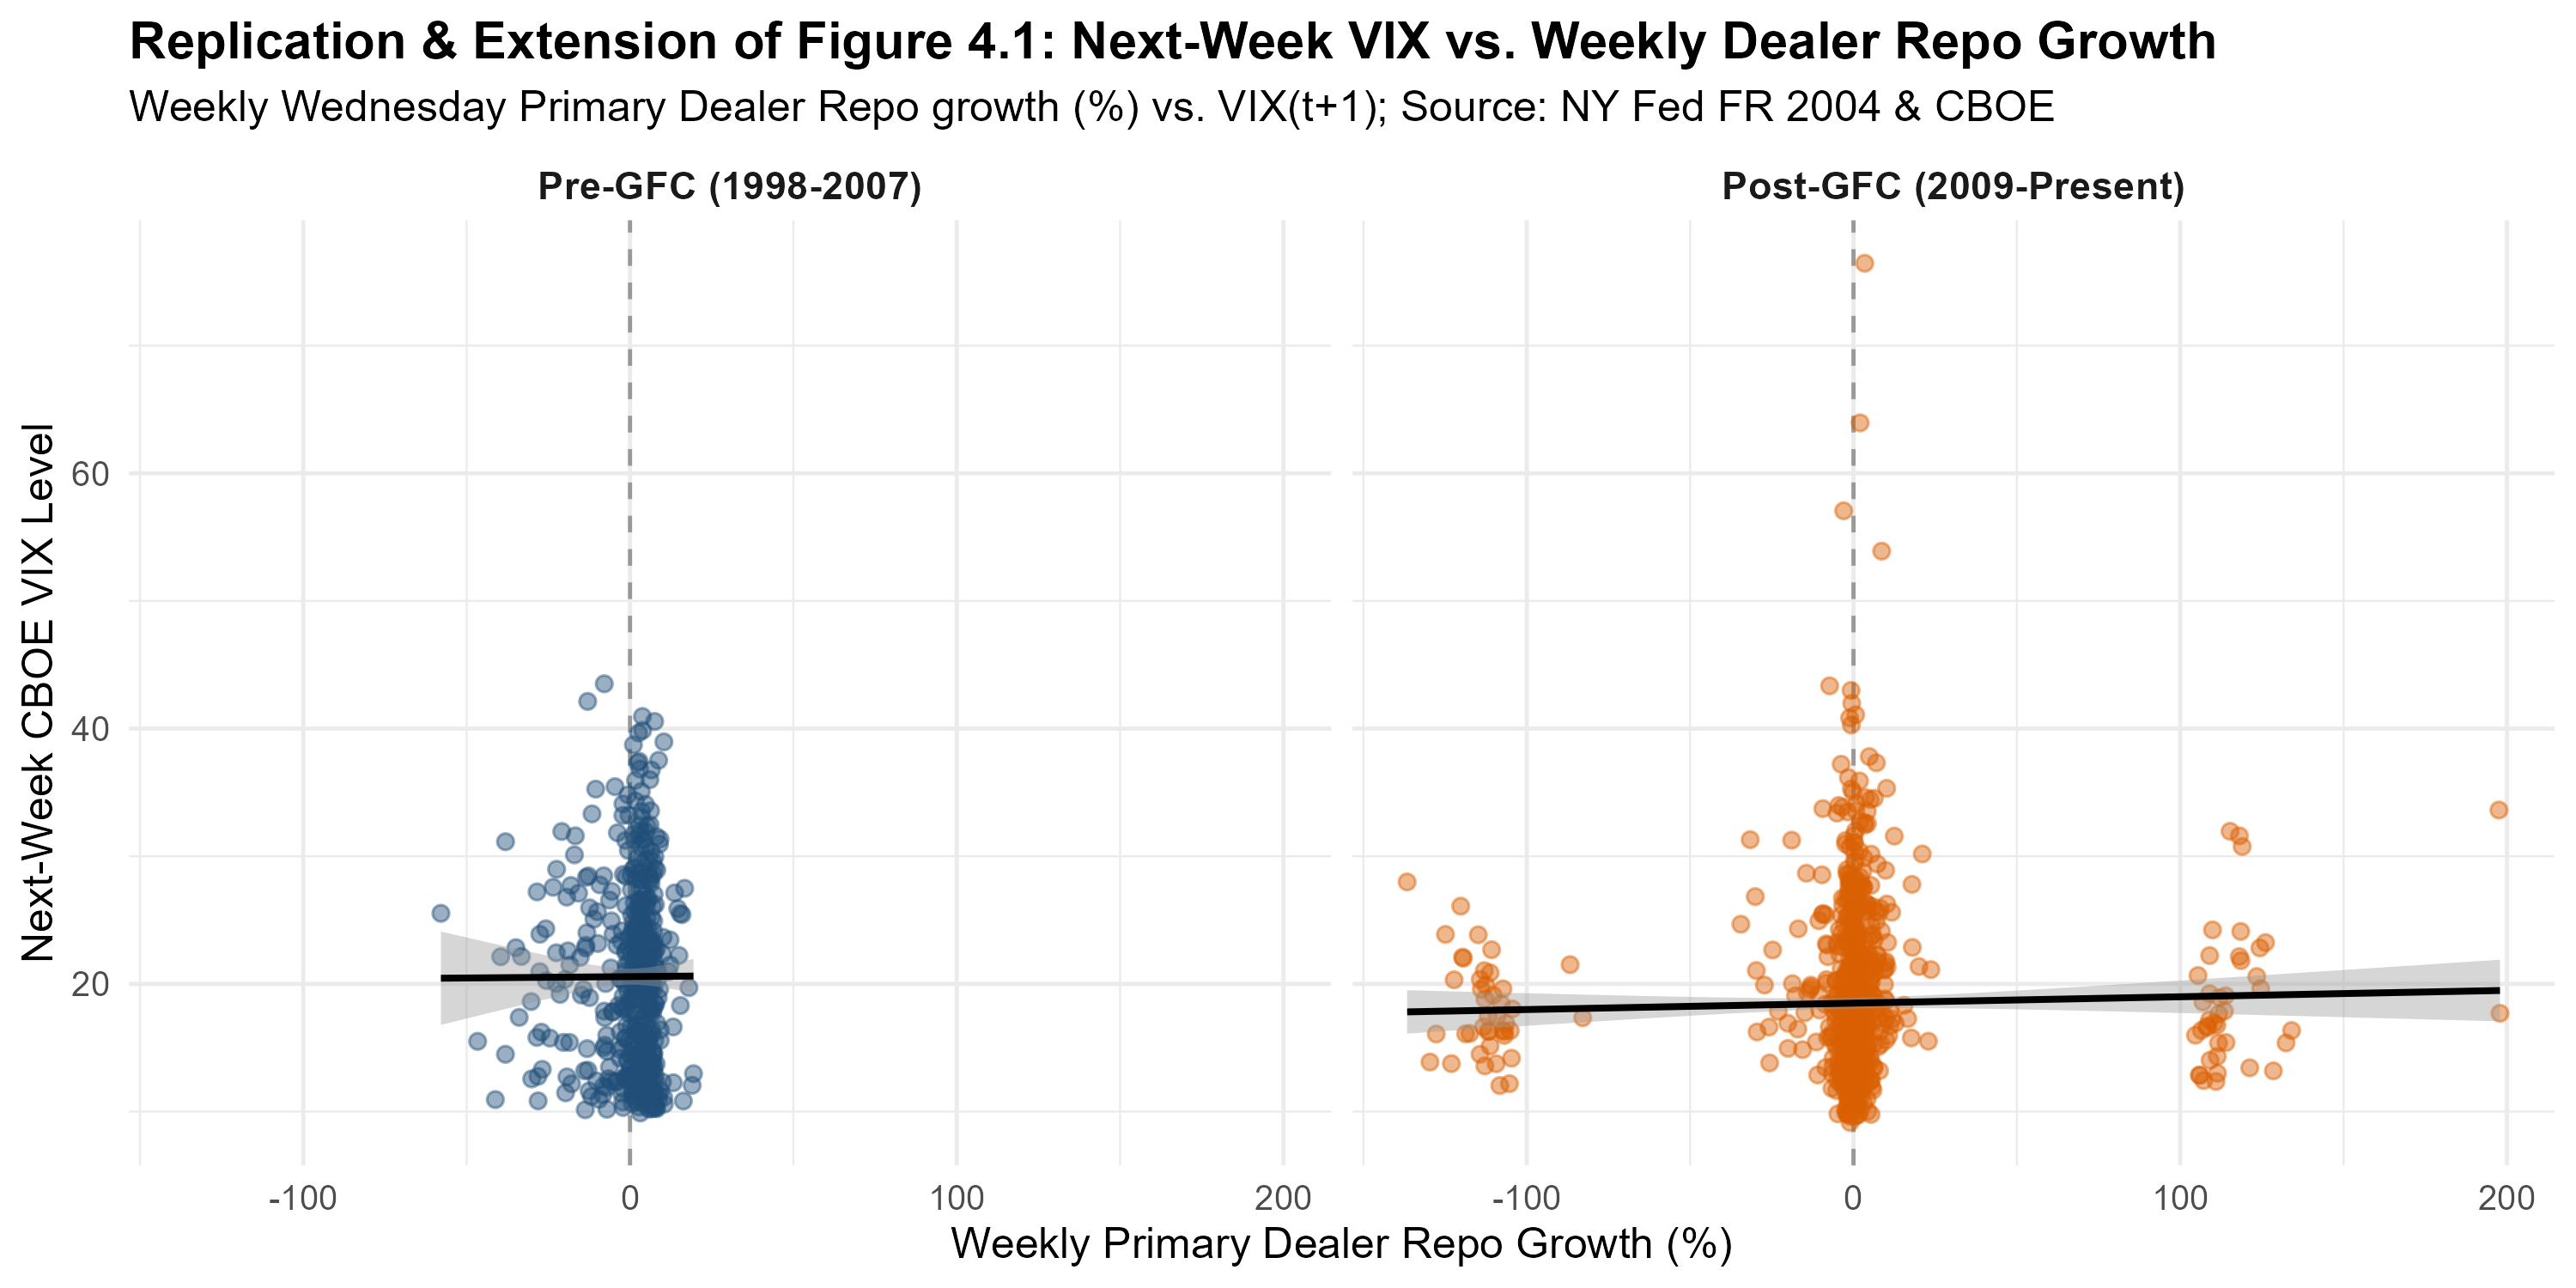 Replication & Extension of Figure 4.1: Next-Week VIX vs. Weekly Dealer Repo Growth
Weekly Wednesday Primary Dealer Repo growth (%) vs. VIX(t+1); Source: NY Fed FR 2004 & CBOE
Pre-GFC (1998-2007)
Post-GFC (2009-Present)
Next-Week CBOE VIX Level
60
40
20
-100 0 100 200
-100 0 100 200
Weekly Primary Dealer Repo Growth (%)